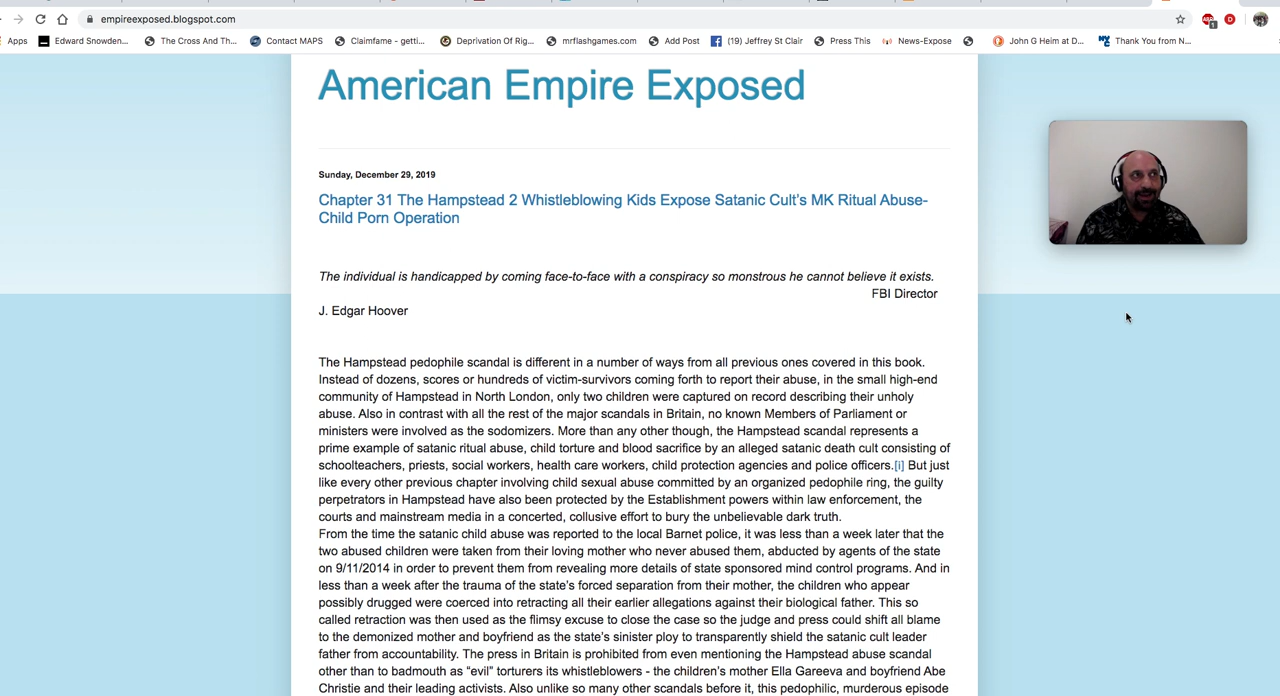 empireexposed.blogspot.com
Apps Edward Snowden... The Cross And Th... Contact MAPS Claimfame - getti... Deprivation Of Rig... mrflashgames.com Add Post (19) Jeffrey St Clair Press This News-Expose John G Heim at D... Thank You from N...
American Empire Exposed
Sunday, December 29, 2019
Chapter 31 The Hampstead 2 Whistleblowing Kids Expose Satanic Cult's MK Ritual Abuse-
Child Porn Operation
The individual is handicapped by coming face-to-face with a conspiracy so monstrous he cannot believe it exists.
FBI Director
J. Edgar Hoover
The Hampstead pedophile scandal is different in a number of ways from all previous ones covered in this book.
Instead of dozens, scores or hundreds of victim-survivors coming forth to report their abuse, in the small high-end
community of Hampstead in North London, only two children were captured on record describing their unholy
abuse. Also in contrast with all the rest of the major scandals in Britain, no known Members of Parliament or
ministers were involved as the sodomizers. More than any other though, the Hampstead scandal represents a
prime example of satanic ritual abuse, child torture and blood sacrifice by an alleged satanic death cult consisting of
schoolteachers, priests, social workers, health care workers, child protection agencies and police officers.[i] But just
like every other previous chapter involving child sexual abuse committed by an organized pedophile ring, the guilty
perpetrators in Hampstead have also been protected by the Establishment powers within law enforcement, the
courts and mainstream media in a concerted, collusive effort to bury the unbelievable dark truth.
From the time the satanic child abuse was reported to the local Barnet police, it was less than a week later that the
two abused children were taken from their loving mother who never abused them, abducted by agents of the state
on 9/11/2014 in order to prevent them from revealing more details of state sponsored mind control programs. And in
less than a week after the trauma of the state's forced separation from their mother, the children who appear
possibly drugged were coerced into retracting all their earlier allegations against their biological father. This so
called retraction was then used as the flimsy excuse to close the case so the judge and press could shift all blame
to the demonized mother and boyfriend as the state's sinister ploy to transparently shield the satanic cult leader
father from accountability. The press in Britain is prohibited from even mentioning the Hampstead abuse scandal
other than to badmouth as “evil” torturers its whistleblowers - the children's mother Ella Gareeva and boyfriend Abe
Christie and their leading activists. Also unlike so many other scandals before it, this pedophilic, murderous episode